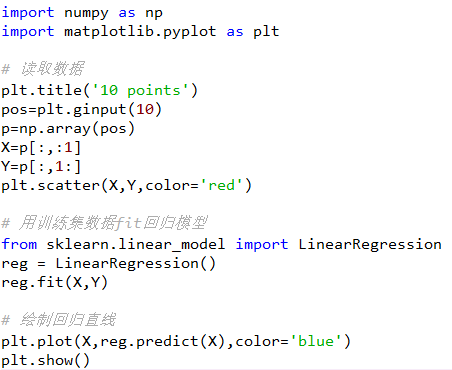 import numpy as np
import matplotlib.pyplot as plt
# 读取数据
plt.title('10 points')
pos=plt.ginput(10)
p=np.array(pos)
X=p[:,:1]
Y=p[:,1:]
plt.scatter(X,Y,color='red')
# 用训练集数据fit回归模型
from sklearn.linear_model import LinearRegression
reg = LinearRegression()
reg.fit(X,Y)
# 绘制回归直线
plt.plot(X,reg.predict(X),color='blue')
plt.show()